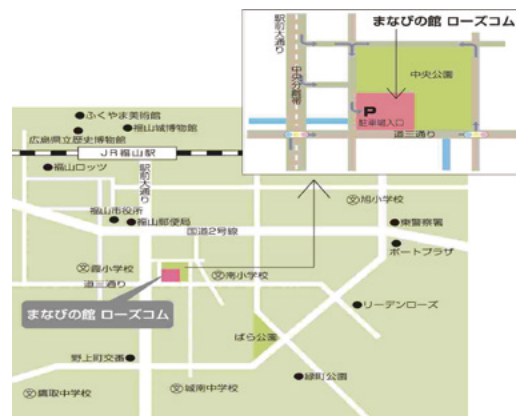 駅前大通り
まなびの館 ローズコム
中央分離帯
中央公園
P
駐車場入口
道三通り
ふくやま美術館
福山城博物館
広島県立歴史博物館
JR福山駅
福山ロッツ
駅前大通り
文旭小学校
福山市役所
福山郵便局
国道2号線
東警察署
ポートプラザ
文霞小学校
文南小学校
道三通り
まなびの館 ローズコム
リーデンローズ
ばら公園
野上町交番
緑町公園
文鷹取中学校
文城南中学校